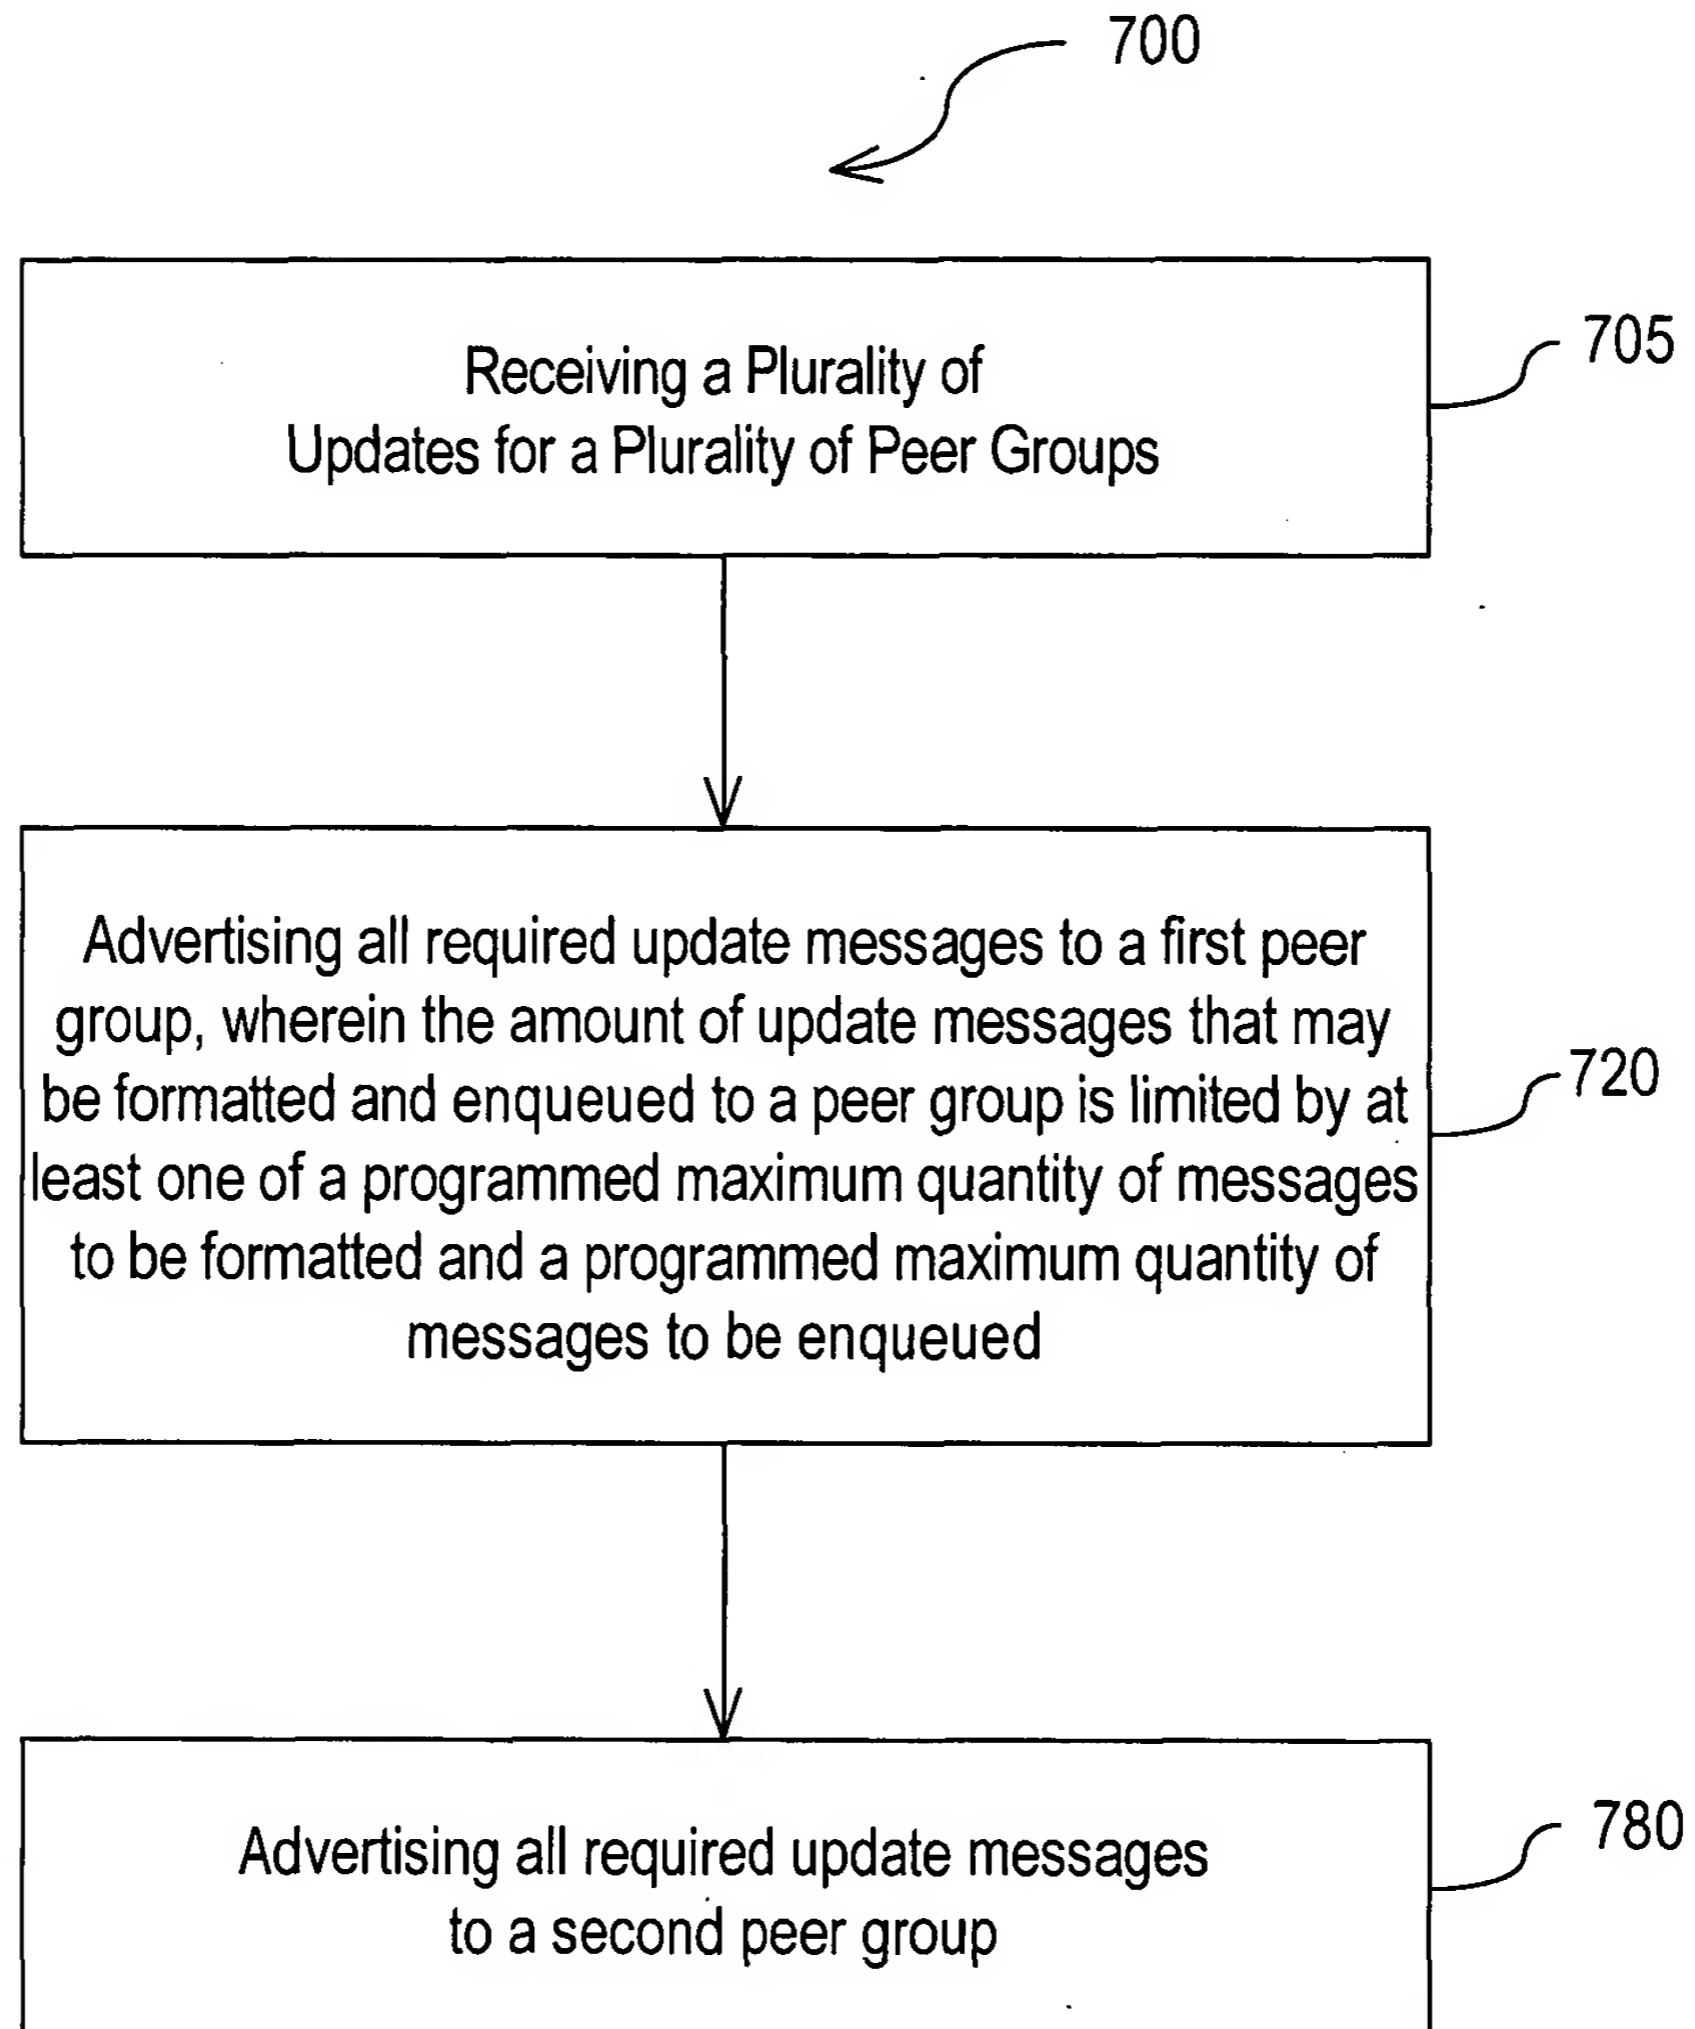 700
Receiving a Plurality of
Updates for a Plurality of Peer Groups
705
Advertising all required update messages to a first peer
group, wherein the amount of update messages that may
be formatted and enqueued to a peer group is limited by at
least one of a programmed maximum quantity of messages
to be formatted and a programmed maximum quantity of
messages to be enqueued
720
Advertising all required update messages
to a second peer group
780